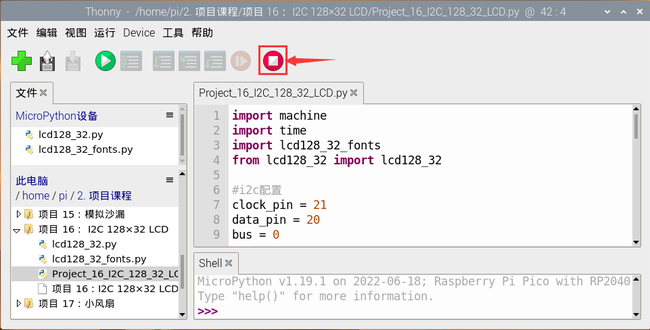 Thonny - /home/pi/2. 项目课程/项目 16： I2C 128×32 LCD/Project_16_I2C_128_32_LCD.py @ 42 : 4
文件 编辑 视图 运行 Device 工具 帮助
文件
MicroPython设备
lcd128_32.py
lcd128_32_fonts.py
此电脑
/ home / pi / 2. 项目课程
项目 15：模拟沙漏
项目 16： I2C 128×32 LCD
lcd128_32.py
lcd128_32_fonts.py
Project_16_I2C_128_32_LC
项目 16： I2C 128×32 LCD
项目 17：小风扇
Project_16_I2C_128_32_LCD.py
1 import machine
2 import time
3 import lcd128_32_fonts
4 from lcd128_32 import lcd128_32
5
6 #i2c配置
7 clock_pin = 21
8 data_pin = 20
9 bus = 0
Shell
MicroPython v1.19.1 on 2022-06-18; Raspberry Pi Pico with RP2040
Type "help()" for more information.
>>>